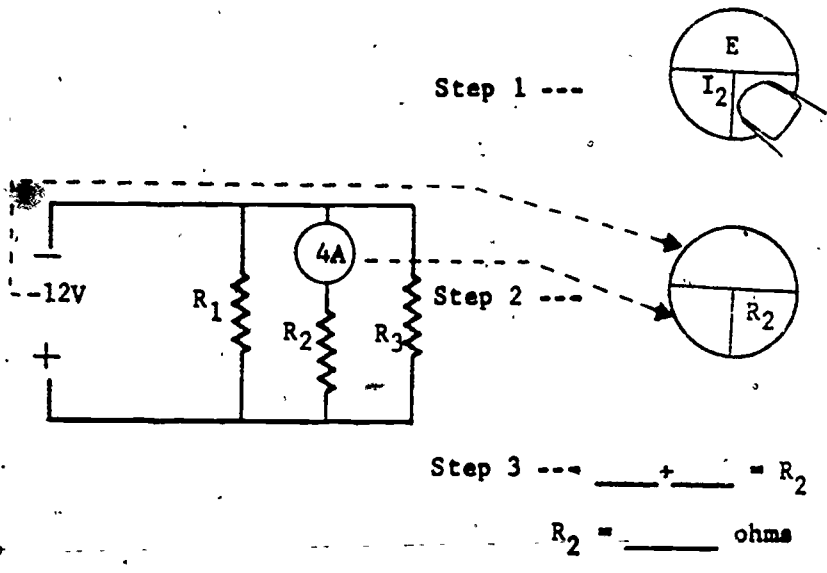 E
Step 1 ---
I2
4A
--12V
R1
R2
R3
Step 2 ---
R2
+
Step 3 --- ____+____ = R2
R2 = ______ ohms